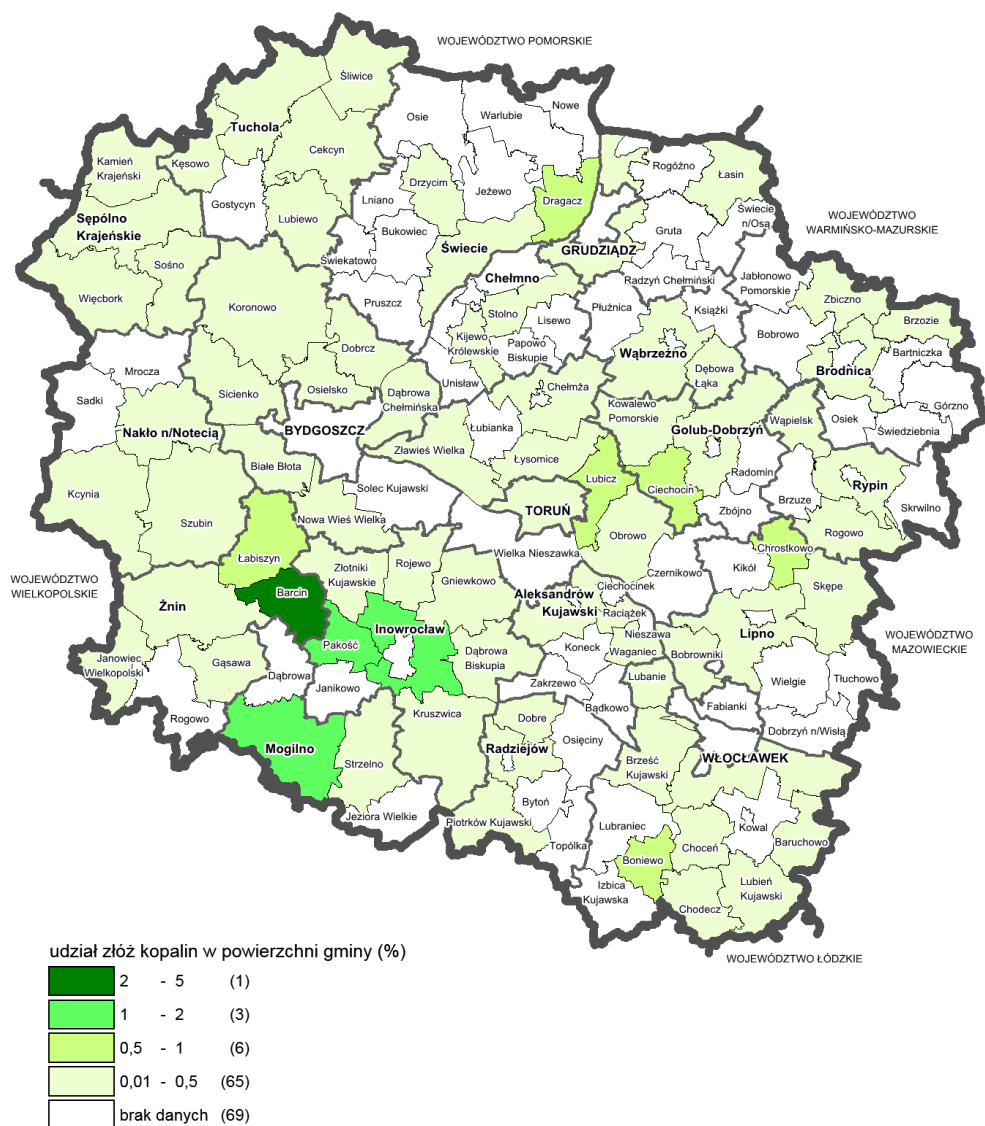 WOJEWÓDZTWO POMORSKIE
Śliwice
Nowe
Osie
Warlubie
Tuchola
Cekcyn
Kamień
Krajeński
Kęsowo
Rogóźno
Łasin
Drzycim
Jeżewo
Gostycyn
Lniano
Dragacz
Sępólno
Krajeńskie
Lubiewo
Bukowiec
Świecie
n/Osą
WOJEWÓDZTWO
WARMIŃSKO-MAZURSKIE
Gruta
Świecie
GRUDZIĄDZ
Świekatowo
Sośno
Chełmno
Radzyń Chełmiński
Jabłonowo
Pomorskie
Więcbork
Koronowo
Pruszcz
Płużnica
Książki
Zbiczno
Stolno
Lisewo
Brzozie
Kijewo
Królewskie
Papowo
Biskupie
Bobrowo
Dobrcz
Wąbrzeźno
Bartniczka
Mrocza
Dębowa
Łąka
Brodnica
Unisław
Osielsko
Dąbrowa
Chełmińska
Chełmża
Sadki
Sicienko
Górzno
Kowalewo
Pomorskie
Wąpielsk
Osiek
Świedziebnia
Nakło n/Notecią
BYDGOSZCZ
Łubianka
Golub-Dobrzyń
Zławieś Wielka
Łysomice
Białe Błota
Radomin
Lubicz
Rypin
Kcynia
Solec Kujawski
Ciechocin
Brzuze
Skrwilno
TORUŃ
Zbójno
Szubin
Nowa Wieś Wielka
Obrowo
Rogowo
Łabiszyn
Wielka Nieszawka
Chrostkowo
Złotniki
Kujawskie
Rojewo
Kikół
Czernikowo
WOJEWÓDZTWO
WIELKOPOLSKIE
Gniewkowo
Ciechocinek
Skępe
Barcin
Aleksandrów
Kujawski
Żnin
Raciążek
Inowrocław
Lipno
Nieszawa
Waganiec
WOJEWÓDZTWO
MAZOWIECKIE
Pakość
Koneck
Dąbrowa
Biskupia
Bobrowniki
Janowiec
Wielkopolski
Gąsawa
Dąbrowa
Lubanie
Wielgie
Tłuchowo
Janikowo
Zakrzewo
Bądkowo
Fabianki
Rogowo
Kruszwica
Dobre
Dobrzyń n/Wisłą
Mogilno
Radziejów
Osięciny
WŁOCŁAWEK
Strzelno
Brześć
Kujawski
Bytoń
Jeziora Wielkie
Piotrków Kujawski
Lubraniec
Kowal
Topólka
Choceń
Baruchowo
Boniewo
Izbica
Kujawska
Lubień
Kujawski
Chodecz
WOJEWÓDZTWO ŁÓDZKIE
udział złóż kopalin w powierzchni gminy (%)
2 - 5 (1)
1 - 2 (3)
0,5 - 1 (6)
0,01 - 0,5 (65)
brak danych (69)